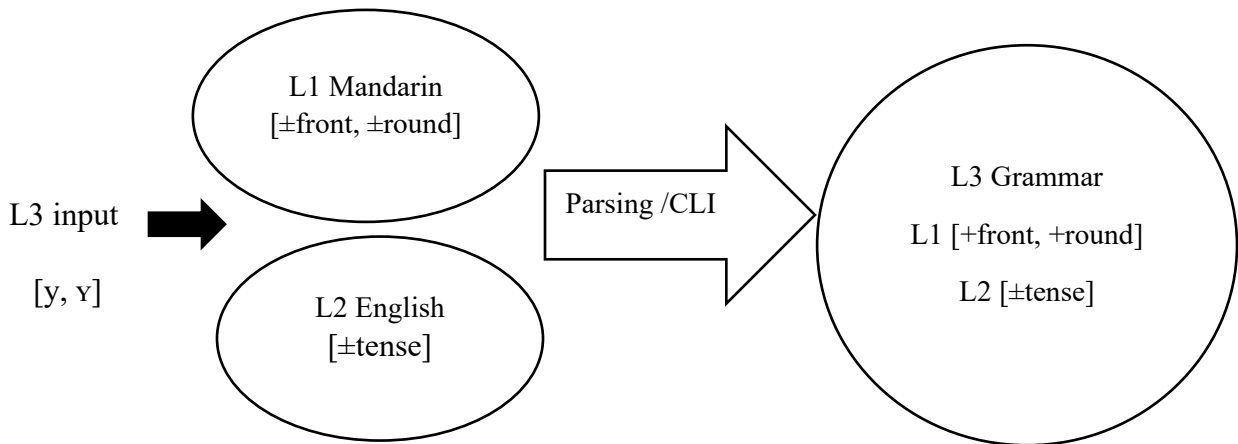 L3 input
[y, ʏ]
L1 Mandarin
[±front, ±round]
L2 English
[±tense]
Parsing /CLI
L3 Grammar
L1 [+front, +round]
L2 [±tense]